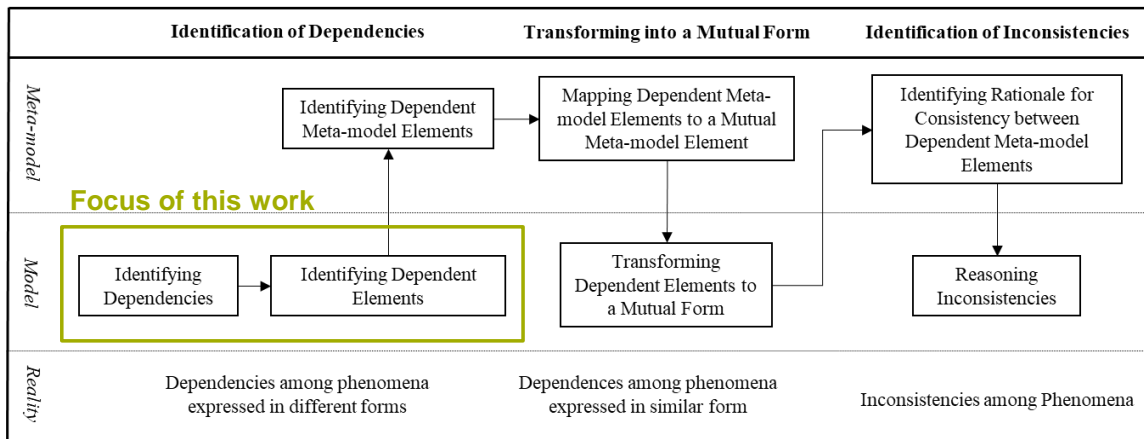 Identification of Dependencies
Transforming into a Mutual Form
Identification of Inconsistencies
Meta-model
Identifying Dependent
Meta-model Elements
Mapping Dependent Meta-
model Elements to a Mutual
Meta-model Element
Identifying Rationale for
Consistency between
Dependent Meta-model
Elements
Focus of this work
Model
Identifying
Dependencies
Identifying Dependent
Elements
Transforming
Dependent Elements to
a Mutual Form
Reasoning
Inconsistencies
Reality
Dependencies among phenomena
expressed in different forms
Dependences among phenomena
expressed in similar form
Inconsistencies among Phenomena